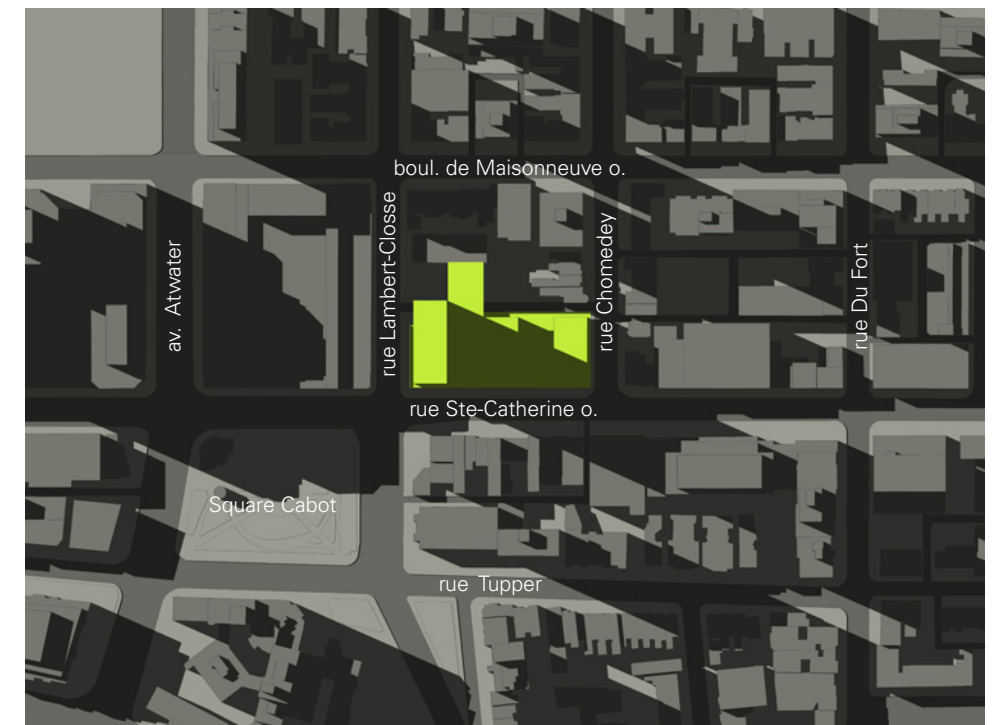 boul. de Maisonneuve o.
av. Atwater
rue Lambert-Closse
rue Chomedey
rue Du Fort
rue Ste-Catherine o.
Square Cabot
rue Tupper